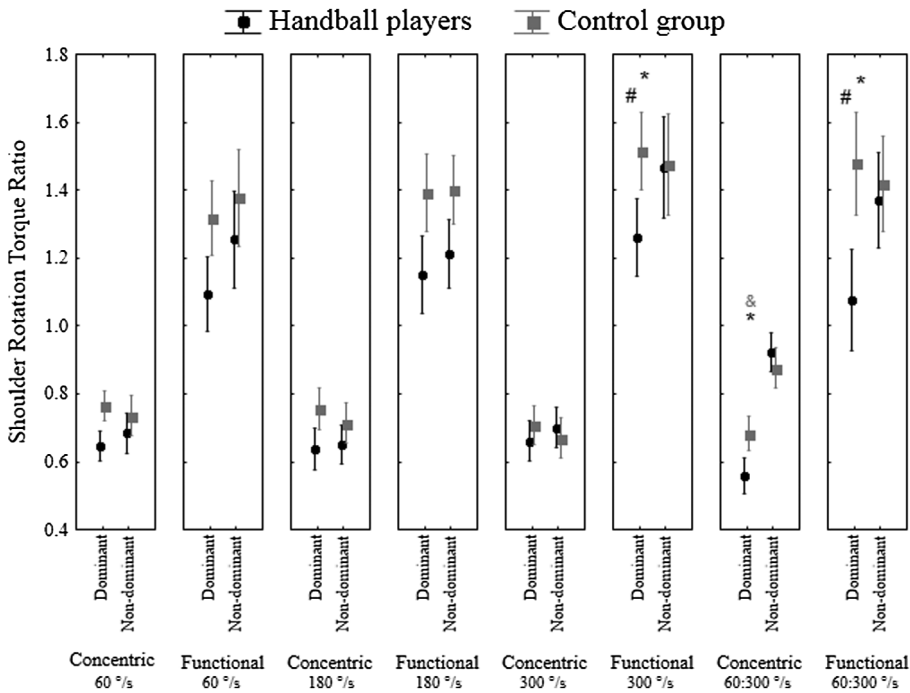 Handball players Control group
Shoulder Rotation Torque Ratio
1.8
1.6
1.4
1.2
1.0
0.8
0.6
0.4
# *
&
*
# *
Dominant Non-dominant Dominant Non-dominant Dominant Non-dominant Dominant Non-dominant Dominant Non-dominant Dominant Non-dominant Dominant Non-dominant Dominant Non-dominant
Concentric Functional Concentric Functional Concentric Functional Concentric Functional
60 °/s 60 °/s 180 °/s 180 °/s 300 °/s 300 °/s 60:300 °/s 60:300 °/s